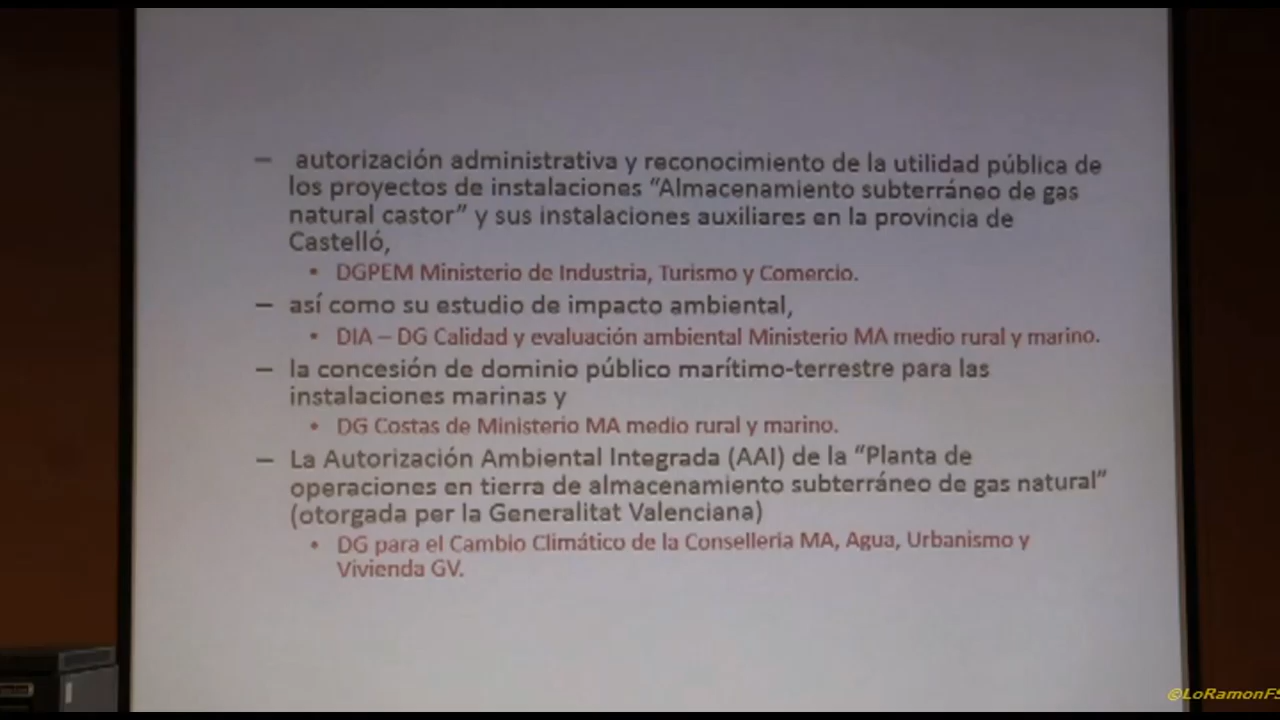 – autorización administrativa y reconocimiento de la utilidad pública de
los proyectos de instalaciones “Almacenamiento subterráneo de gas
natural castor” y sus instalaciones auxiliares en la provincia de
Castelló,
• DGPEM Ministerio de Industria, Turismo y Comercio.
– así como su estudio de impacto ambiental,
• DIA – DG Calidad y evaluación ambiental Ministerio MA medio rural y marino.
– la concesión de dominio público marítimo-terrestre para las
instalaciones marinas y
• DG Costas de Ministerio MA medio rural y marino.
– La Autorización Ambiental Integrada (AAI) de la “Planta de
operaciones en tierra de almacenamiento subterráneo de gas natural”
(otorgada per la Generalitat Valenciana)
• DG para el Cambio Climático de la Conselleria MA, Agua, Urbanismo y
Vivienda GV.
©LoRamonFS